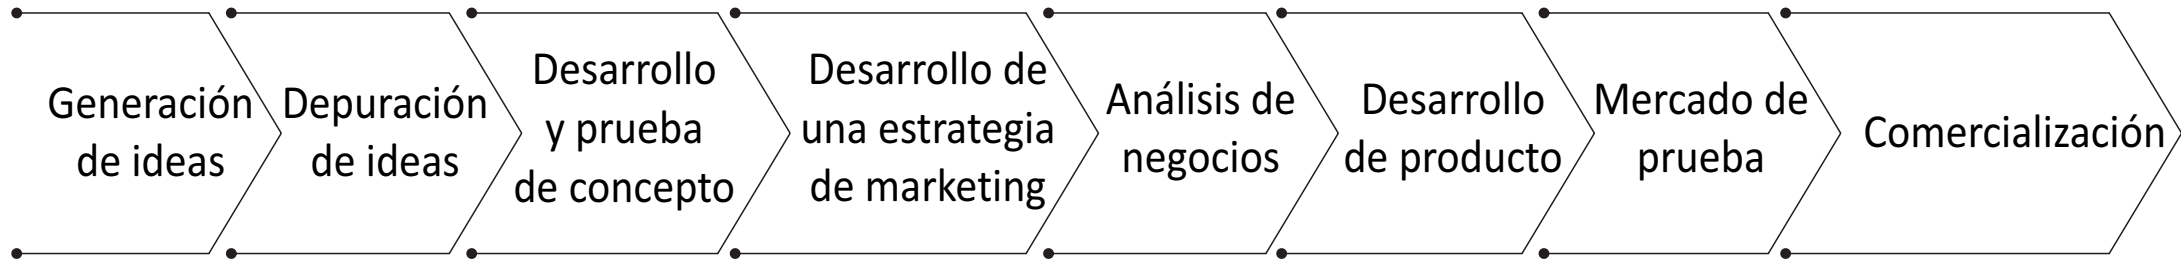 Generación
de ideas
Depuración
de ideas
Desarrollo
y prueba
de concepto
Desarrollo de
una estrategia
de marketing
Análisis de
negocios
Desarrollo
de producto
Mercado de
prueba
Comercialización